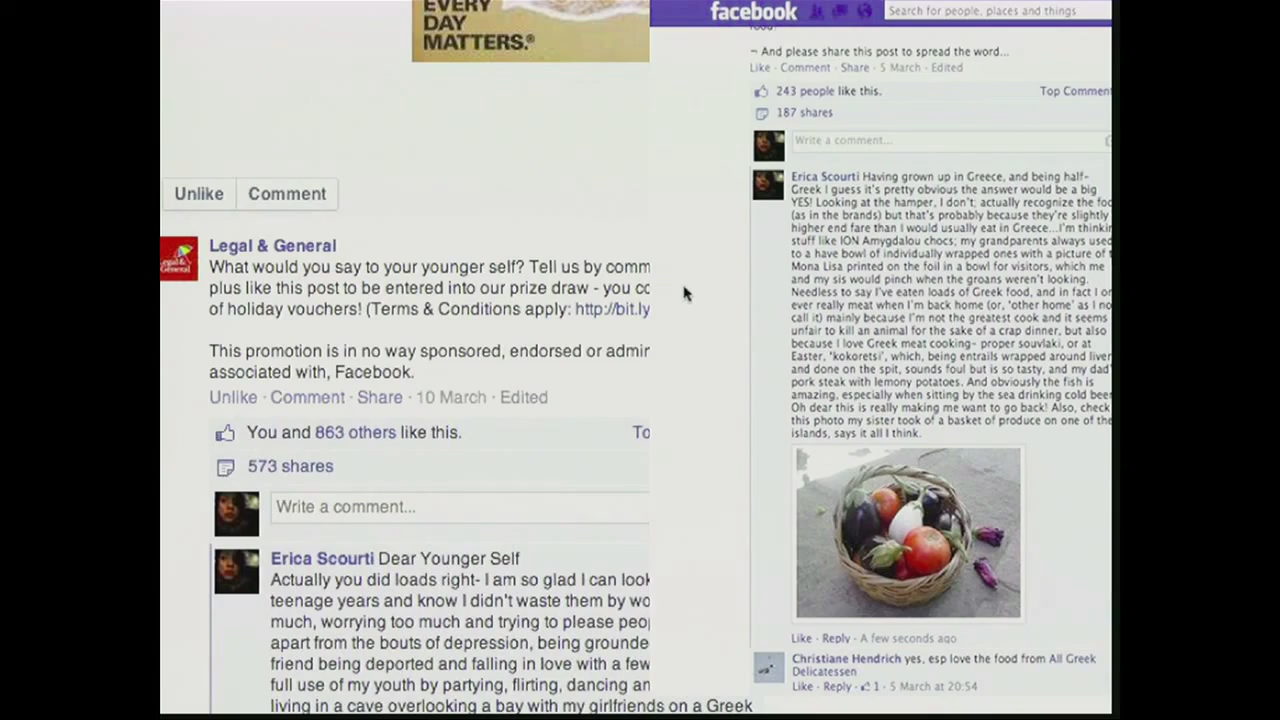 EVERY
DAY
MATTERS.®
Unlike
Comment
Legal & General
Legal & General
What would you say to your younger self? Tell us by comm
plus like this post to be entered into our prize draw - you co
of holiday vouchers! (Terms & Conditions apply: http://bit.ly
This promotion is in no way sponsored, endorsed or admin
associated with, Facebook.
Unlike · Comment · Share · 10 March · Edited
You and 863 others like this.
To
573 shares
Write a comment...
Erica Scourti Dear Younger Self
Actually you did loads right- I am so glad I can look
teenage years and know I didn't waste them by wo
much, worrying too much and trying to please peop
apart from the bouts of depression, being grounde
friend being deported and falling in love with a few
full use of my youth by partying, flirting, dancing an
living in a cave overlooking a bay with my girlfriends on a Greek
facebook
Search for people, places and things
food?
¬ And please share this post to spread the word...
Like · Comment · Share · 5 March · Edited
243 people like this.
Top Comment
187 shares
Write a comment...
Erica Scourti Having grown up in Greece, and being half-
Greek I guess it's pretty obvious the answer would be a big
YES! Looking at the hamper, I don't; actually recognize the foo
(as in the brands) but that's probably because they're slightly
higher end fare than I would usually eat in Greece...I'm thinkin
stuff like ION Amygdalou chocs; my grandparents always used
to have bowl of individually wrapped ones with a picture of t
Mona Lisa printed on the foil in a bowl for visitors, which me
and my sis would pinch when the groans weren't looking.
Needless to say I've eaten loads of Greek food, and in fact I on
ever really meat when I'm back home (or, 'other home' as I no
call it) mainly because I'm not the greatest cook and it seems
unfair to kill an animal for the sake of a crap dinner, but also
because I love Greek meat cooking- proper souvlaki, or at
Easter, 'kokoretsi', which, being entrails wrapped around liver
and done on the spit, sounds foul but is so tasty, and my dad'
pork steak with lemony potatoes. And obviously the fish is
amazing, especially when sitting by the sea drinking cold beer
Oh dear this is really making me want to go back! Also, check
this photo my sister took of a basket of produce on one of the
islands, says it all I think.
Like · Reply · A few seconds ago
Christiane Hendrich yes, esp love the food from All Greek
Delicatessen
Like · Reply · 1 · 5 March at 20:54